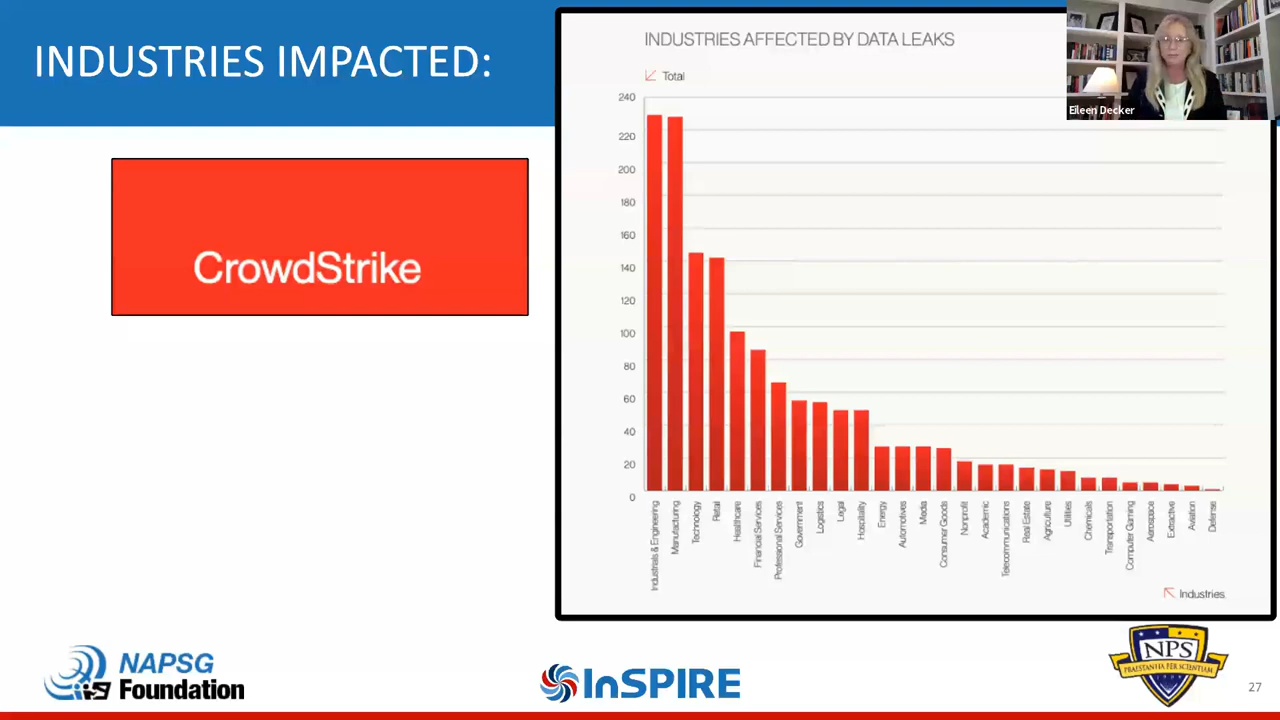 INDUSTRIES IMPACTED:
CrowdStrike
INDUSTRIES AFFECTED BY DATA LEAKS
Total
240
220
200
180
160
140
120
100
80
60
40
20
0
Industrials & Engineering
Manufacturing
Technology
Retail
Healthcare
Financial Services
Professional Services
Government
Logistics
Legal
Hospitality
Energy
Automotives
Media
Consumer Goods
Nonprofit
Academic
Telecommunications
Real Estate
Agriculture
Utilities
Chemicals
Transportation
Computer Gaming
Aerospace
Extractive
Aviation
Defense
Industries
Eileen Decker
NAPSG
Foundation
InSPIRE
NPS
PRAESTANTIA PER SCIENTIAM
27